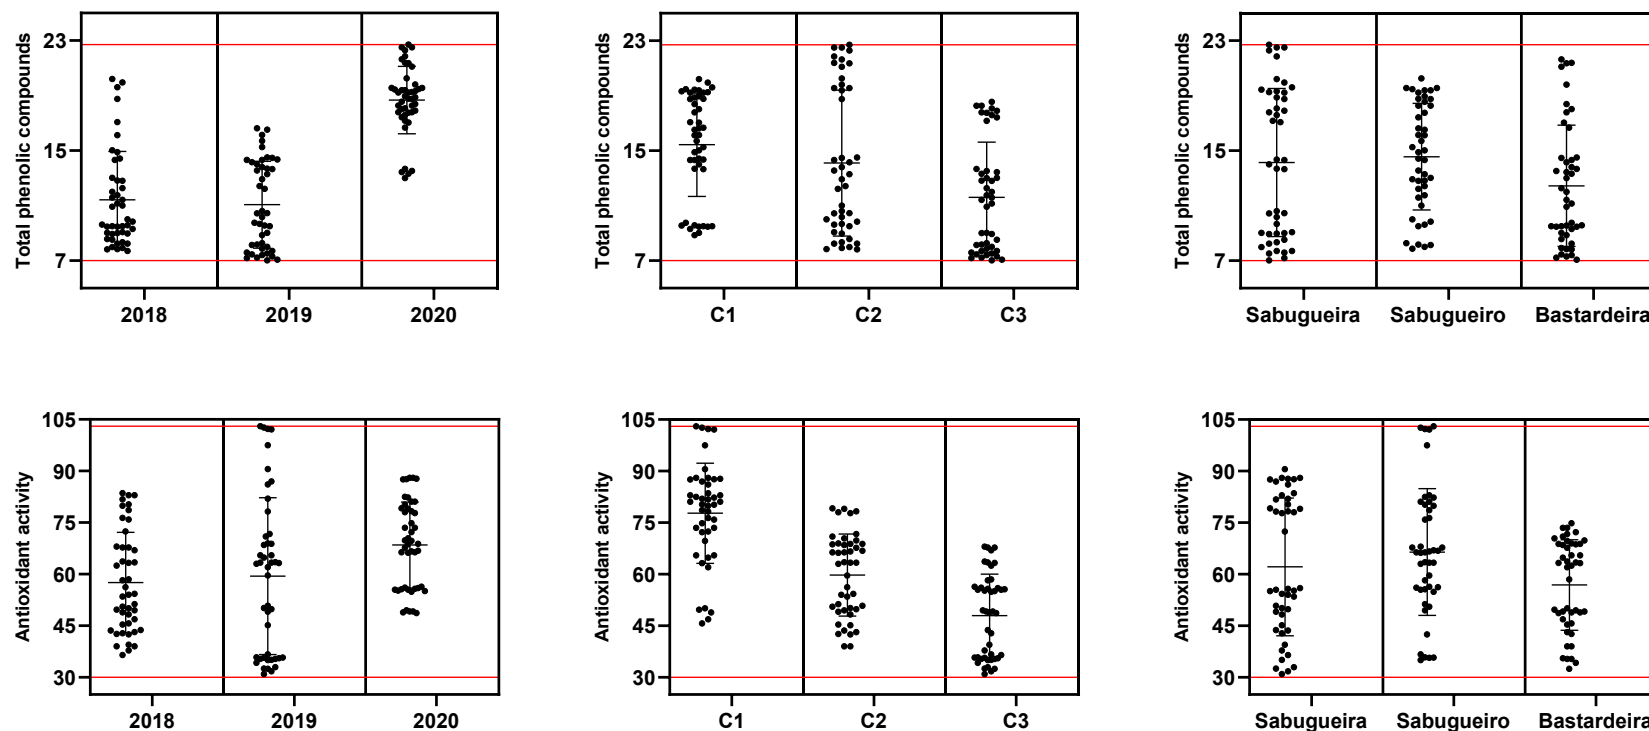 Total phenolic compounds
23
15
7
2018 2019 2020
Total phenolic compounds
23
15
7
C1 C2 C3
Total phenolic compounds
23
15
7
Sabugueira Sabugueiro Bastardeira
Antioxidant activity
105
90
75
60
45
30
2018 2019 2020
Antioxidant activity
105
90
75
60
45
30
C1 C2 C3
Antioxidant activity
105
90
75
60
45
30
Sabugueira Sabugueiro Bastardeira